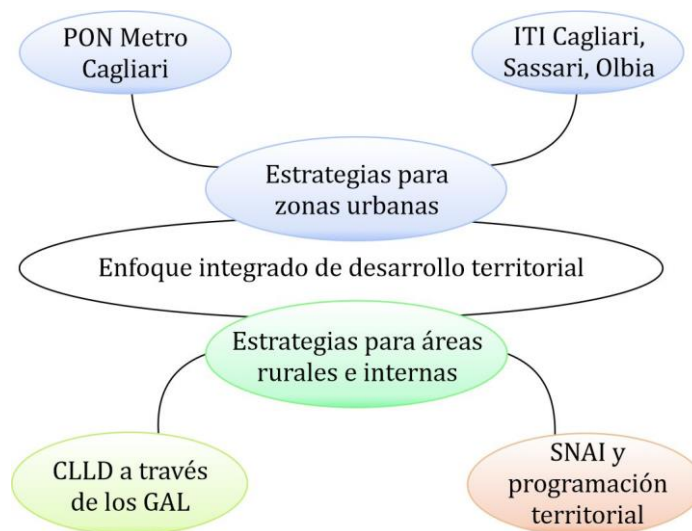 PON Metro
Cagliari
ITI Cagliari,
Sassari, Olbia
Estrategias para
zonas urbanas
Enfoque integrado de desarrollo territorial
Estrategias para áreas
rurales e internas
CLLD a través
de los GAL
SNAI y
programación
territorial